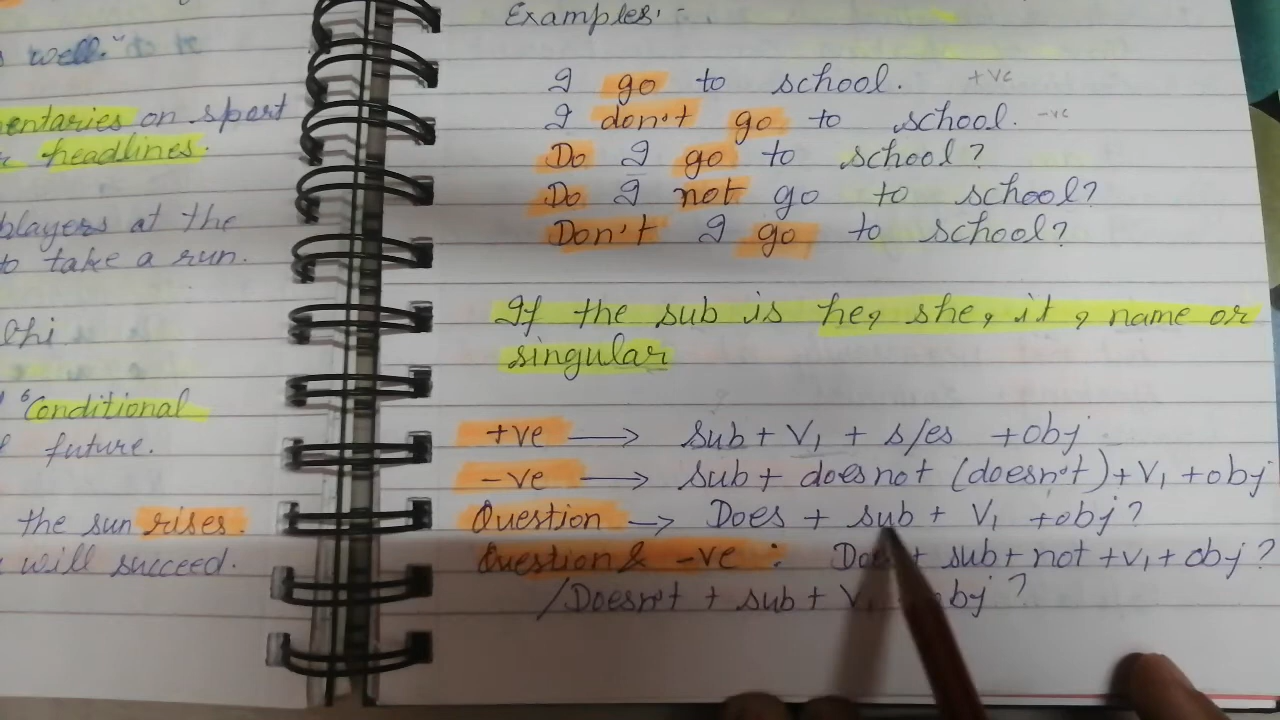 well."
entaries on sport
headlines.
players at the
to take a run.
"Conditional
future.
the sun rises.
will succeed.
Examples:-
I go to school. +ve
I don't go to school. -ve
Do I go to school?
Do I not go to school?
Don't I go to school?
If the sub is he, she, it, name or
singular
+ve → sub + V₁ + s/es + obj
-ve → sub + does not (doesn't) + V₁ + obj
Question → Does + sub + V₁ + obj?
Question & -ve : Does + sub + not + V₁ + obj?
/Doesn't + sub + V₁ obj?